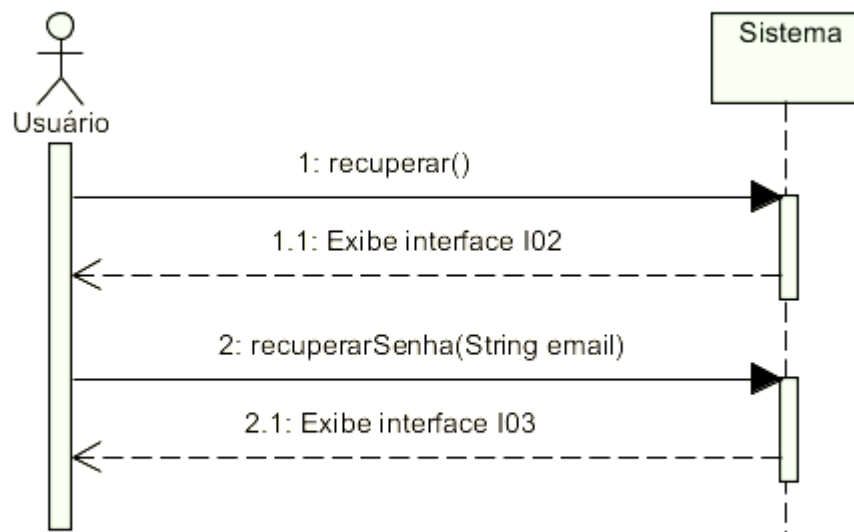 Sistema
Usuário
1: recuperar()
1.1: Exibe interface I02
2: recuperarSenha(String email)
2.1: Exibe interface I03